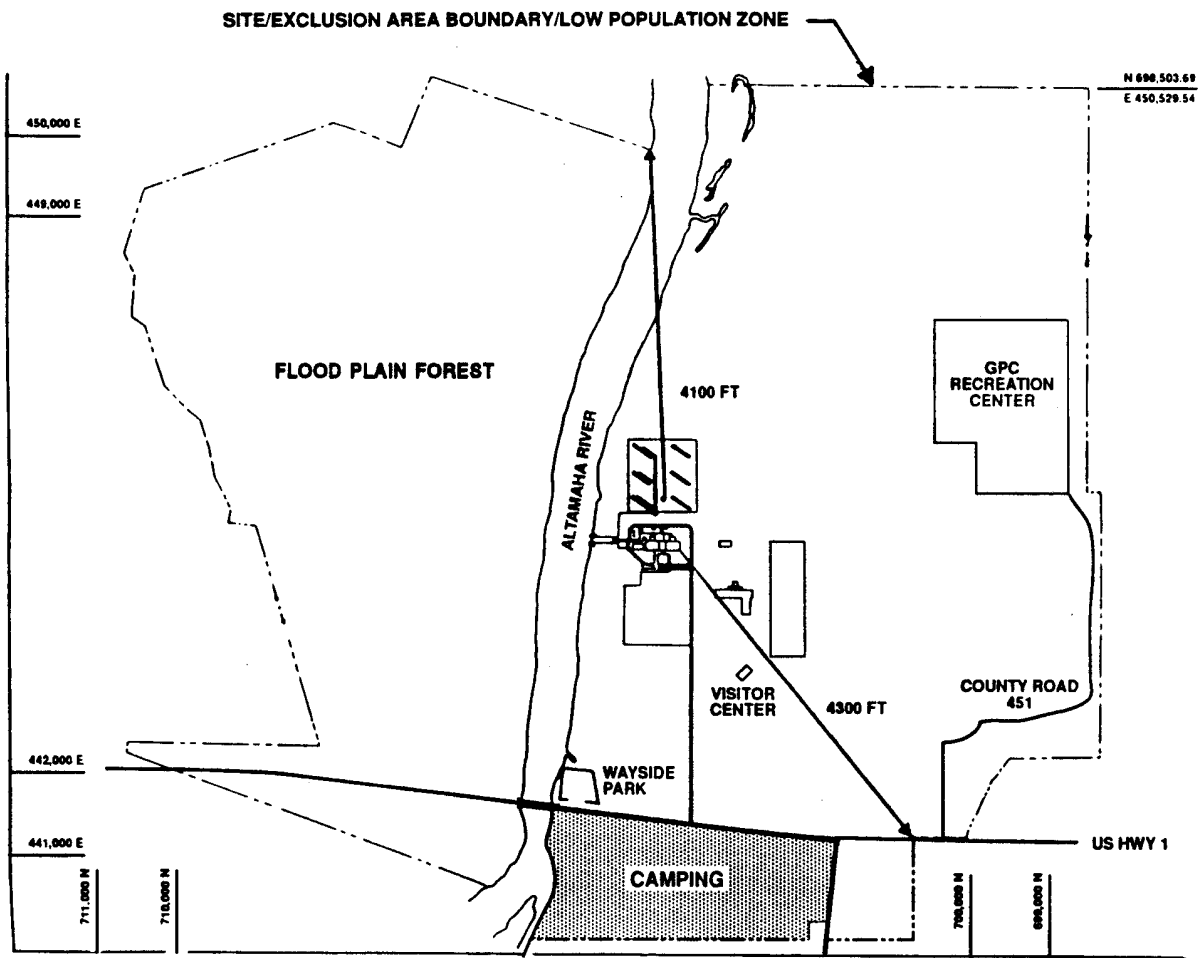 SITE/EXCLUSION AREA BOUNDARY/LOW POPULATION ZONE
N 698,503.69
E 450,529.54
450,000 E
449,000 E
FLOOD PLAIN FOREST
GPC
RECREATION
CENTER
4100 FT
ALTAMAHA RIVER
VISITOR
CENTER
4300 FT
COUNTY ROAD
451
442,000 E
WAYSIDE
PARK
441,000 E
US HWY 1
CAMPING
711,000 N
710,000 N
700,000 N
699,000 N